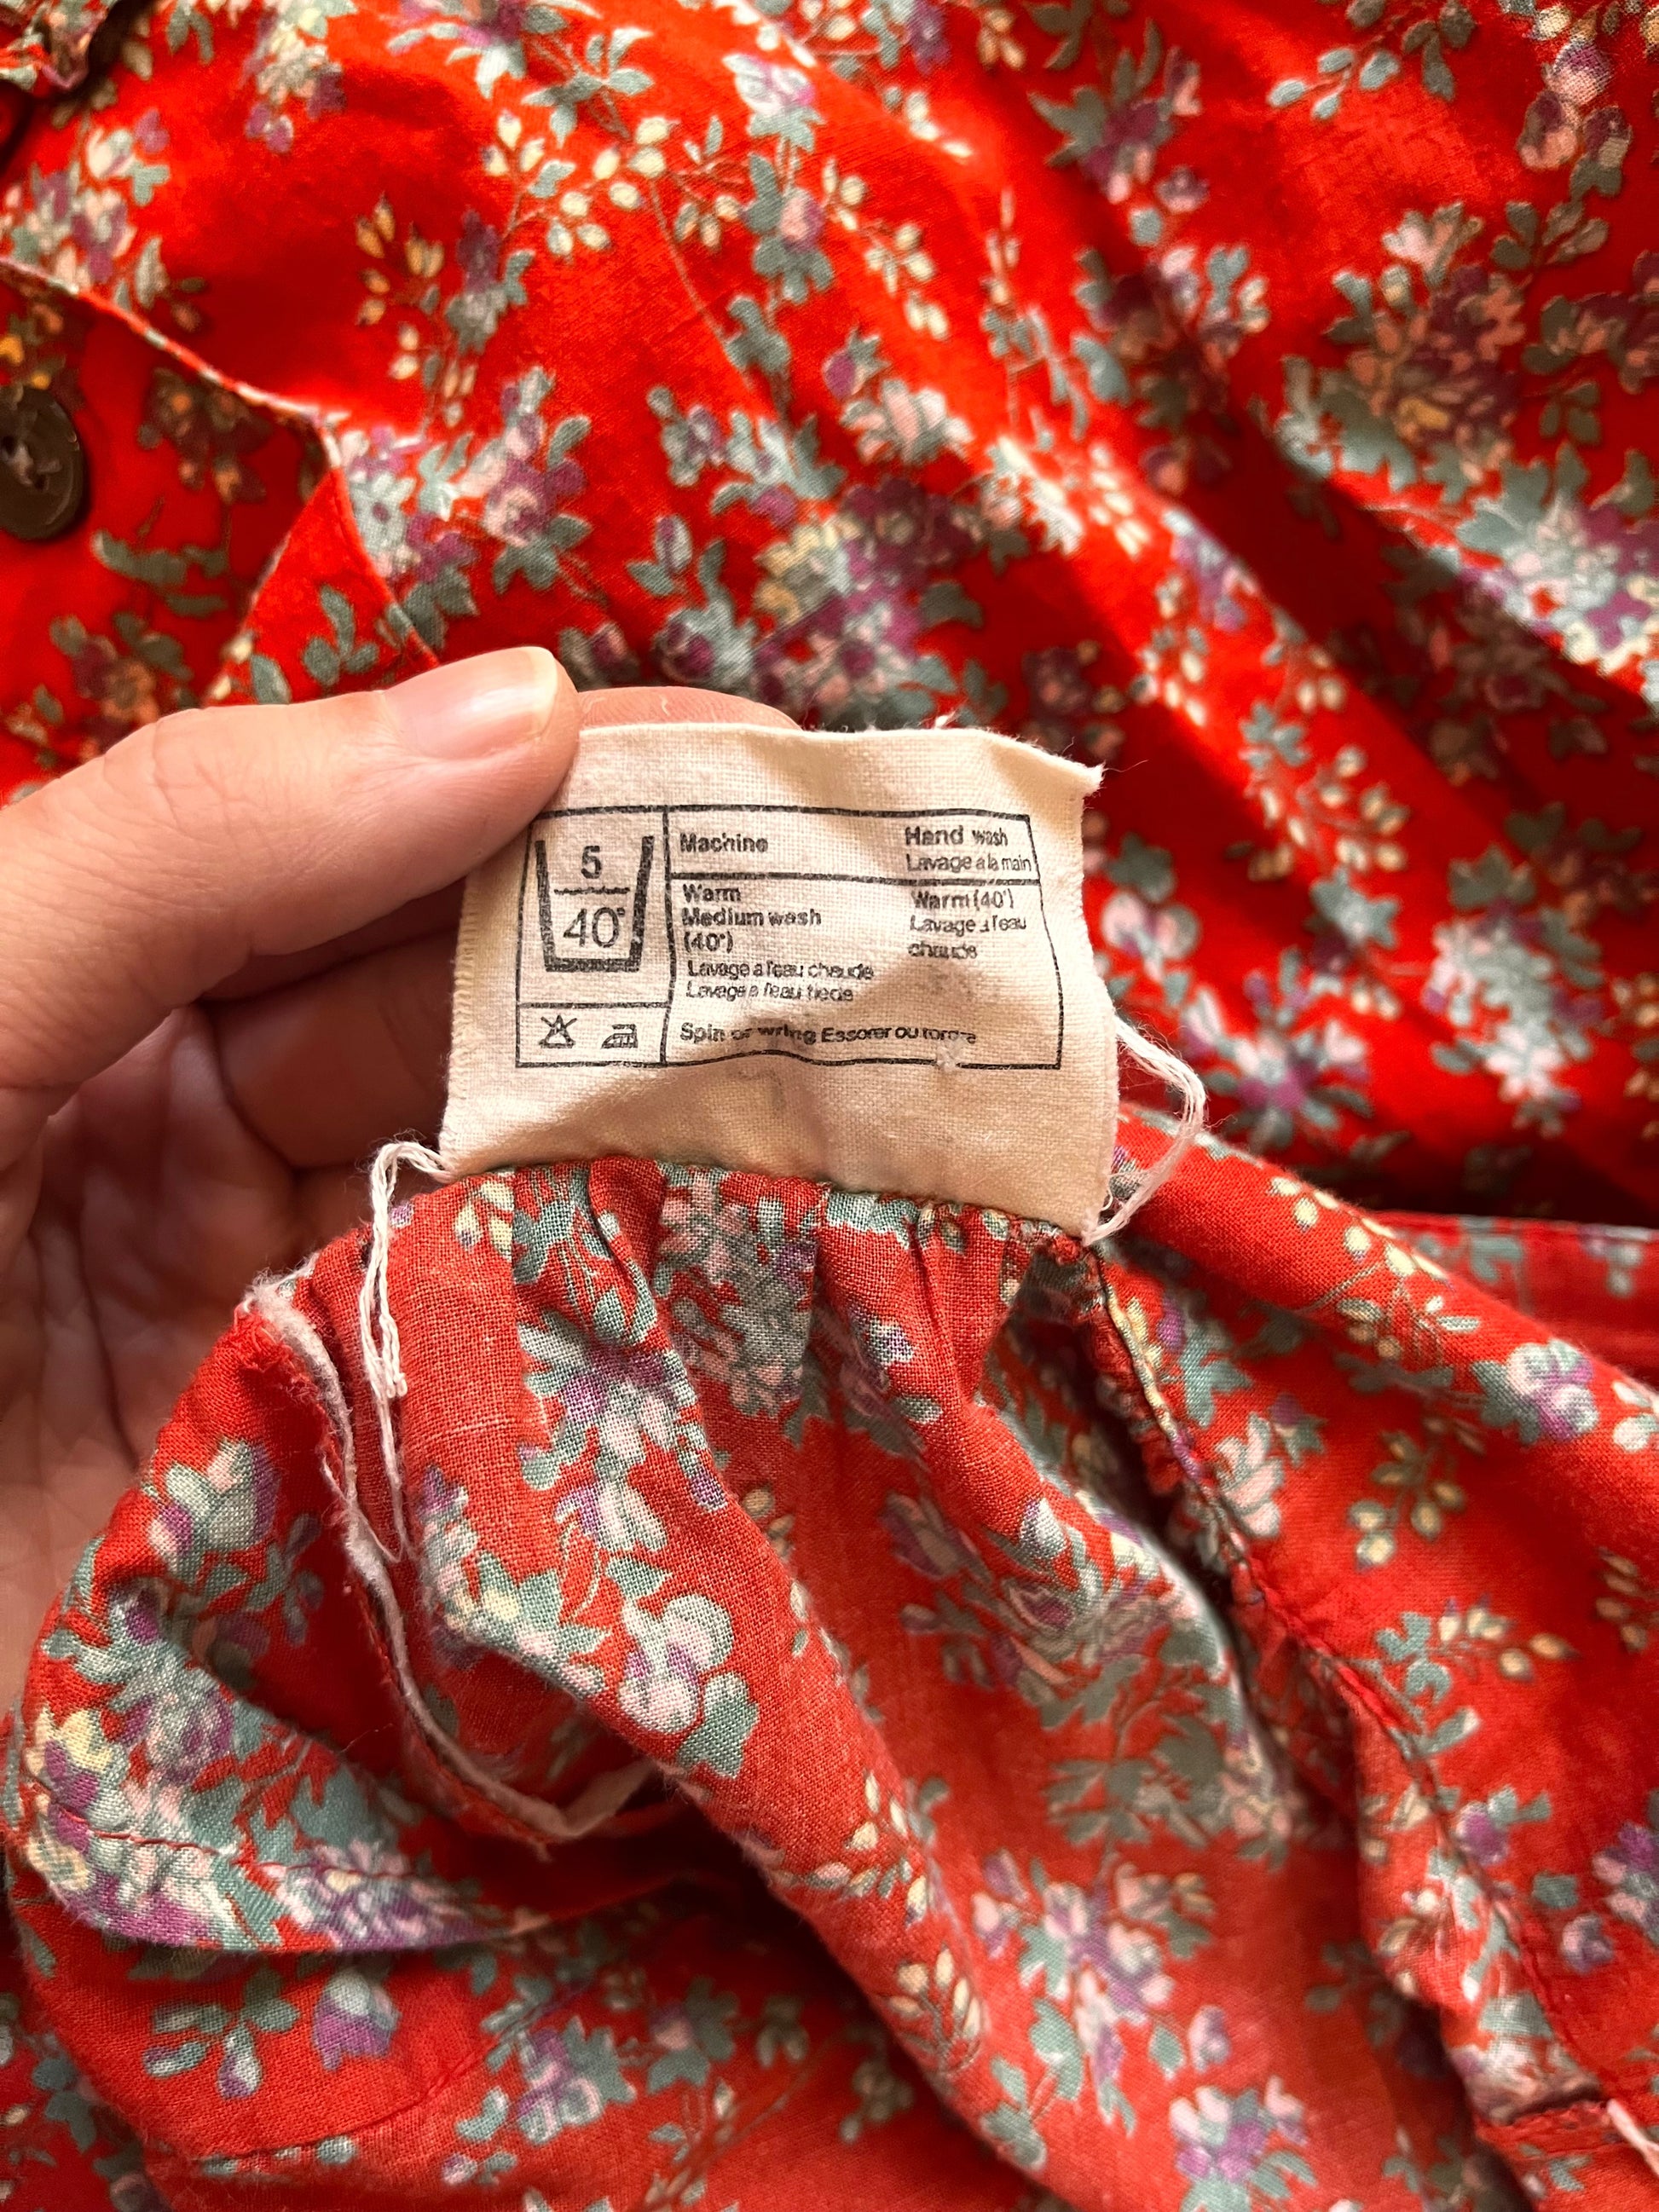 5
40°
Machine
Hand wash
Lavage a la main
Warm
Medium wash
(40°)
Lavage a l'eau chaude
Lavage a l'eau tiede
Warm (40°)
Lavage a l'eau
chaude
Spin or wring Essorer ou tordre